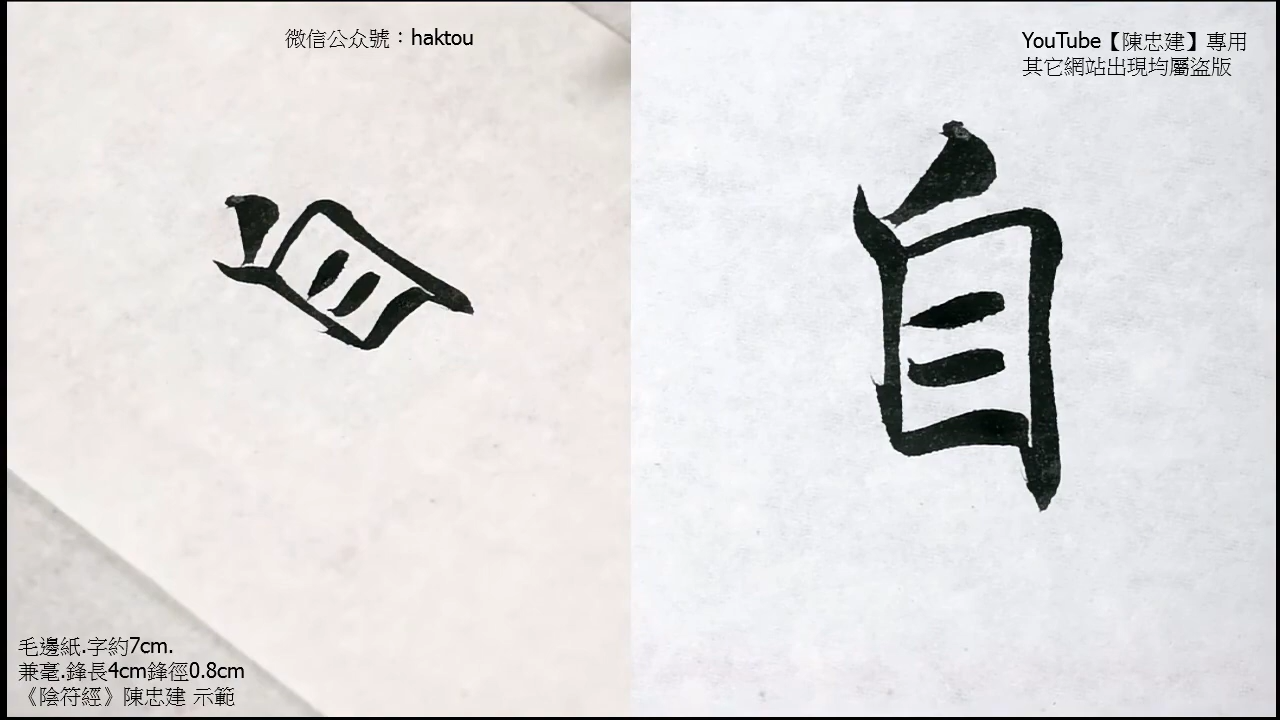 微信公众號：haktou
YouTube【陳忠建】專用
其它網站出現均屬盜版
自
自
毛邊紙.字約7cm.
兼毫.鋒長4cm鋒徑0.8cm
《陰符經》陳忠建 示範